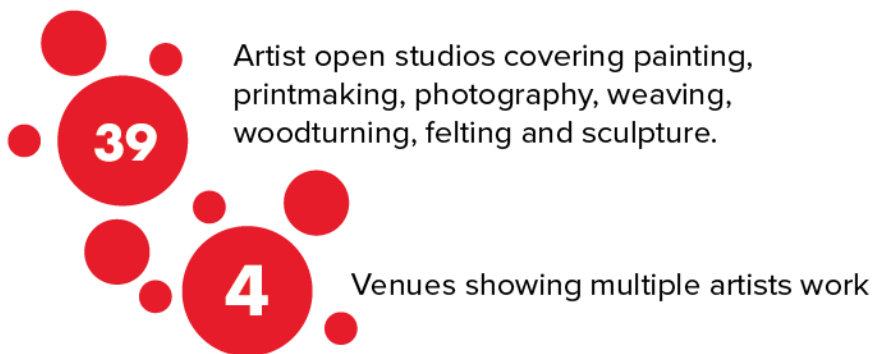 39
Artist open studios covering painting,
printmaking, photography, weaving,
woodturning, felting and sculpture.
4
Venues showing multiple artists work